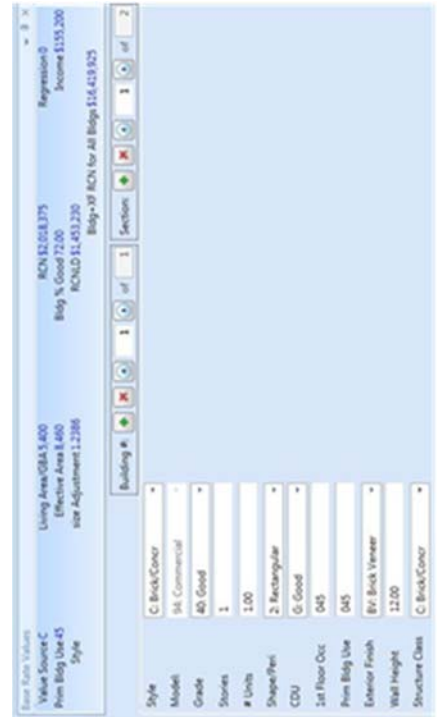 Base Rate Values
Value Source C Living Area/GBA 5,400 RCN $2,018,375 Regression 0
Prim Bldg Use 45 Effective Area 8,460 Bldg % Good 72.00 Income $155,200
Style size Adjustment 1.2386 RCNLD $1,453,230
Bldg+XF RCN for All Bldgs $16,419,925
Building #: 1 of 1 Section: 1 of 2
Style C: Brick/Concr
Model: 94: Commercial
Grade 40: Good
Stories 1
# Units 1.00
Shape/Peri 2: Rectangular
CDU G: Good
1st Floor Occ 045
Prim Bldg Use 045
Exterior Finish BV: Brick Veneer
Wall Height 12.00
Structure Class C: Brick/Concr